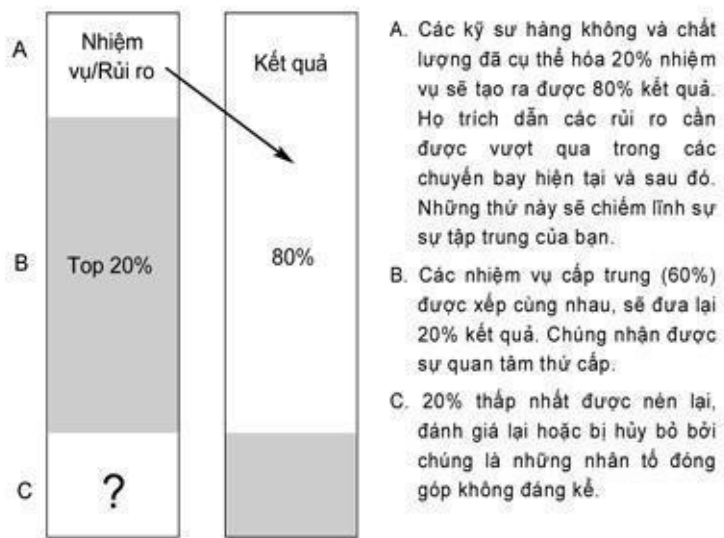 A
Nhiệm
vụ/Rủi ro
Kết quả
B
Top 20%
80%
C
?
A. Các kỹ sư hàng không và chất
lượng đã cụ thể hóa 20% nhiệm
vụ sẽ tạo ra được 80% kết quả.
Họ trích dẫn các rủi ro cần
được vượt qua trong các
chuyến bay hiện tại và sau đó.
Những thứ này sẽ chiếm lĩnh sự
sự tập trung của bạn.
B. Các nhiệm vụ cấp trung (60%)
được xếp cùng nhau, sẽ đưa lại
20% kết quả. Chúng nhận được
sự quan tâm thứ cấp.
C. 20% thấp nhất được nén lại,
đánh giá lại hoặc bị hủy bỏ bởi
chúng là những nhân tố đóng
góp không đáng kể.